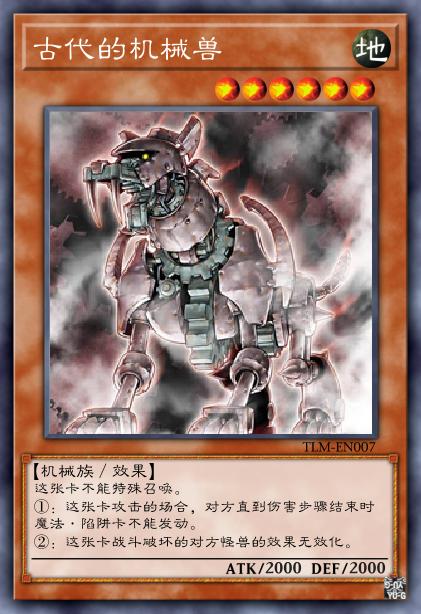 古代的机械兽
地
TLM-EN007
【机械族 / 效果】
这张卡不能特殊召唤。
①：这张卡攻击的场合，对方直到伤害步骤结束时
魔法·陷阱卡不能发动。
②：这张卡战斗破坏的对方怪兽的效果无效化。
ATK/2000 DEF/2000